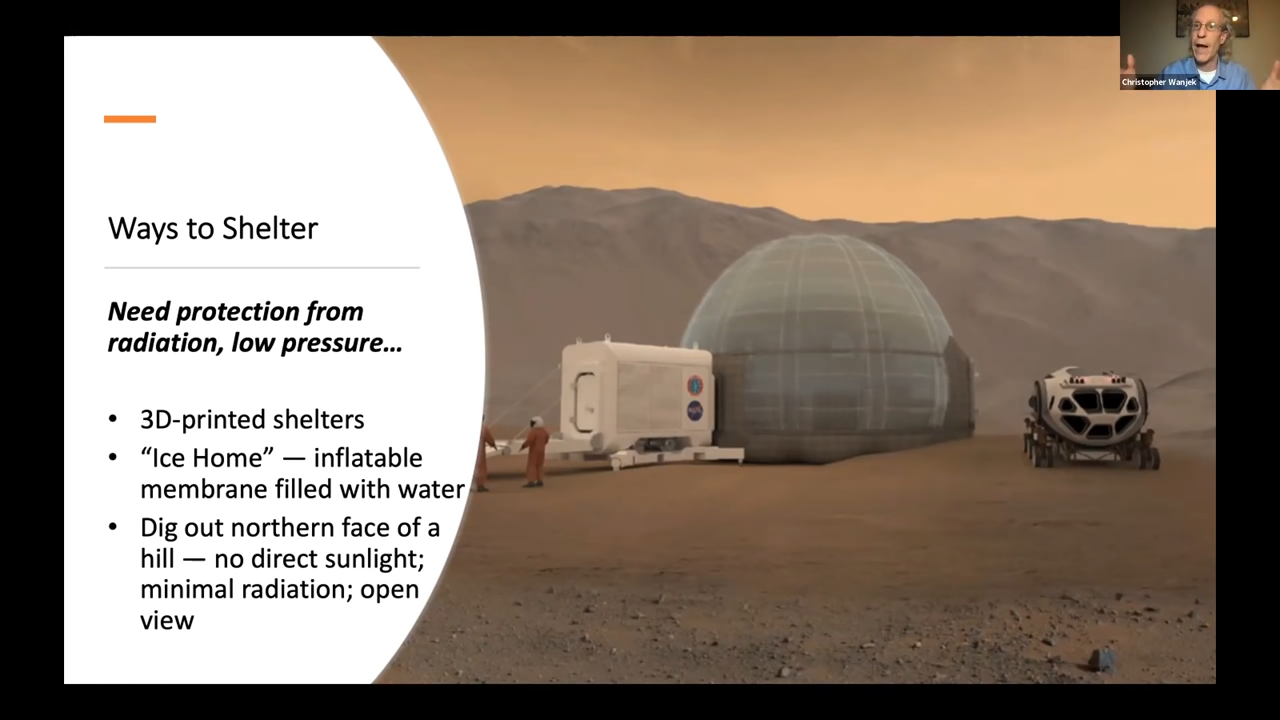 Christopher Wanjek
Ways to Shelter
Need protection from
radiation, low pressure…
• 3D-printed shelters
• “Ice Home” — inflatable
membrane filled with water
• Dig out northern face of a
hill — no direct sunlight;
minimal radiation; open
view